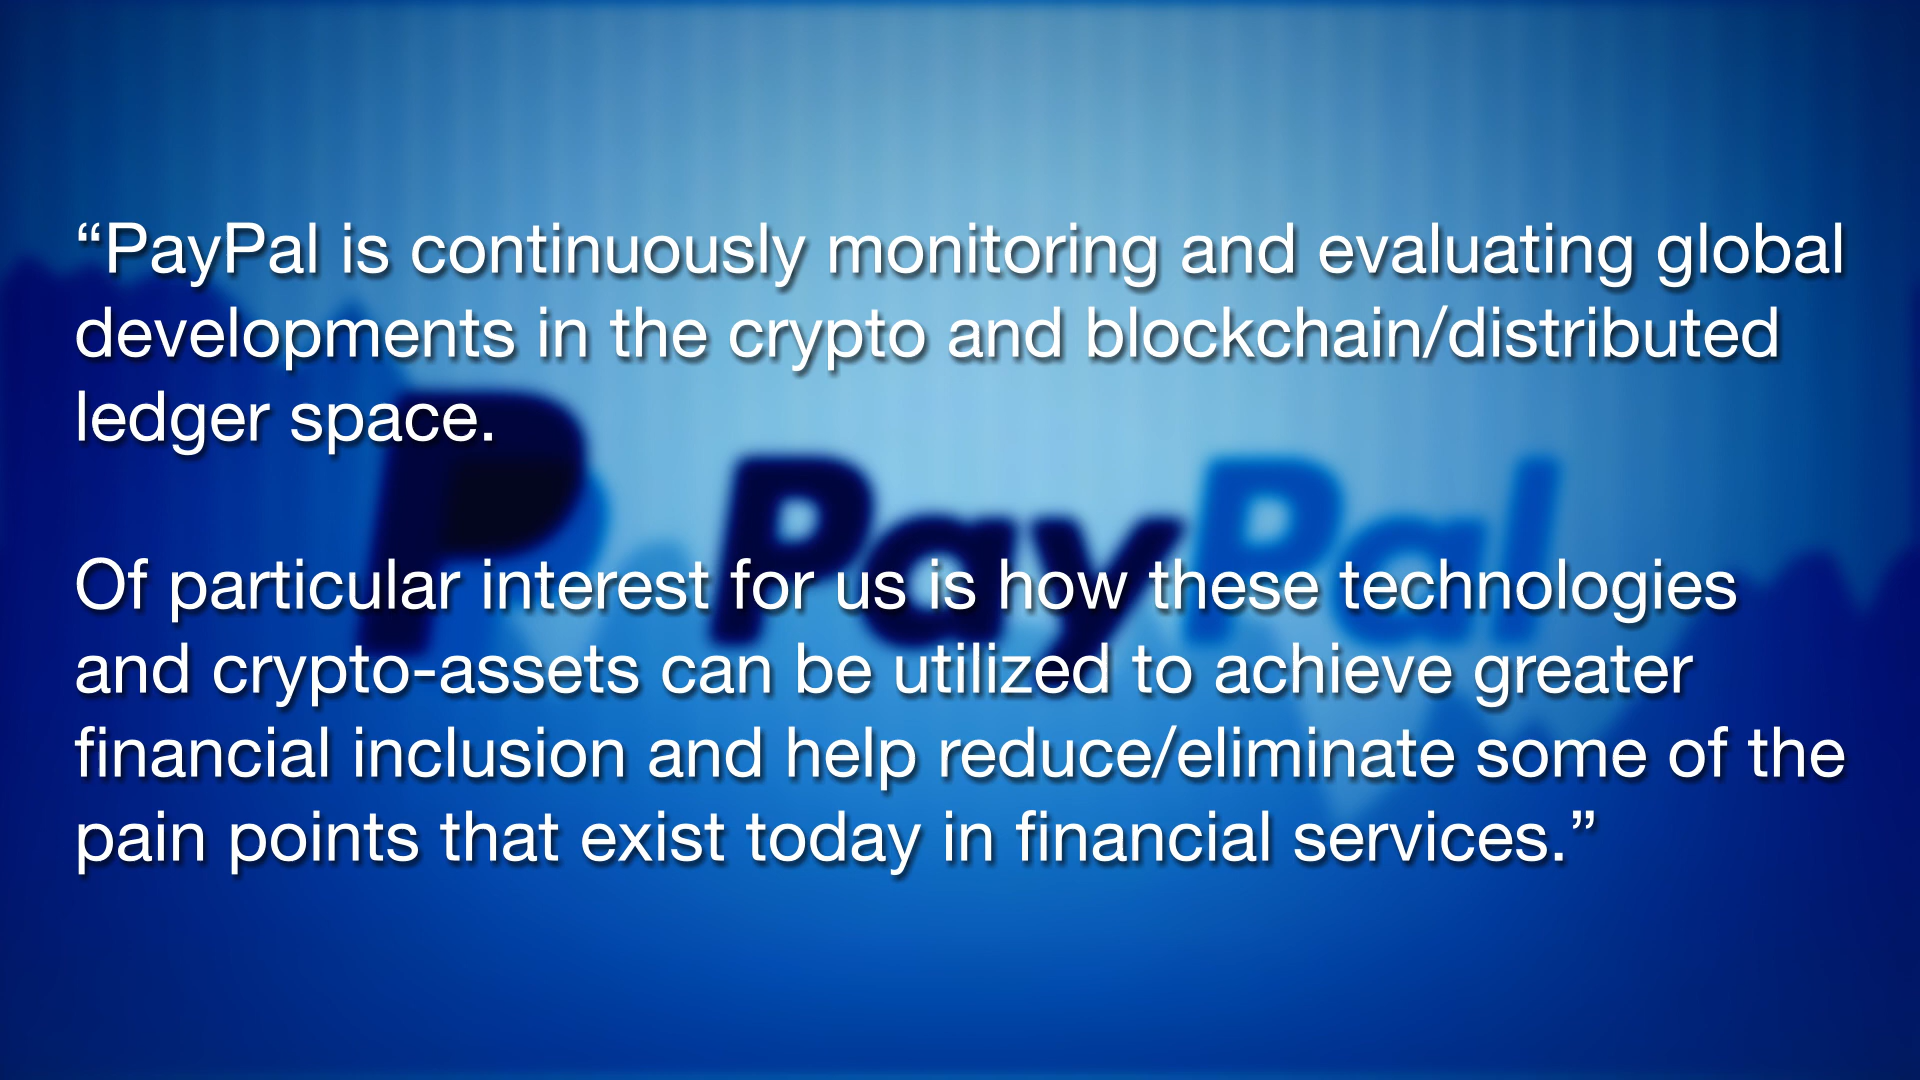 “PayPal is continuously monitoring and evaluating global
developments in the crypto and blockchain/distributed
ledger space.
PayPal
Of particular interest for us is how these technologies
and crypto-assets can be utilized to achieve greater
financial inclusion and help reduce/eliminate some of the
pain points that exist today in financial services.”